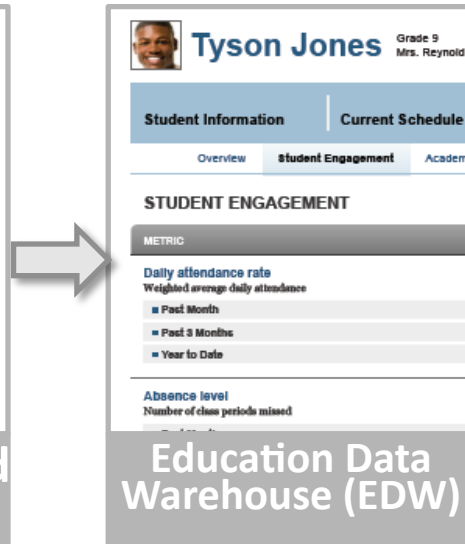 Tyson Jones
Grade 9
Mrs. Reynold
Student Information
Current Schedule
Overview
Student Engagement
Academ
STUDENT ENGAGEMENT
METRIC
Daily attendance rate
Weighted average daily attendance
Past Month
Past 3 Months
Year to Date
Absence level
Number of class periods missed
d
Education Data
Warehouse (EDW)